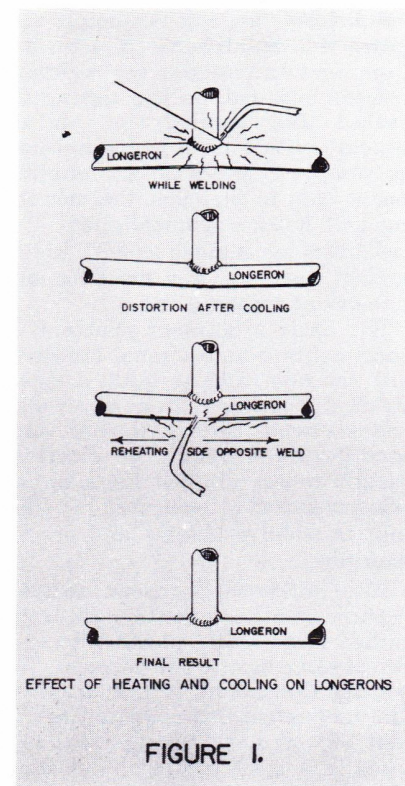 LONGERON
WHILE WELDING
LONGERON
DISTORTION AFTER COOLING
LONGERON
REHEATING SIDE OPPOSITE WELD
LONGERON
FINAL RESULT
EFFECT OF HEATING AND COOLING ON LONGERONS
FIGURE 1.